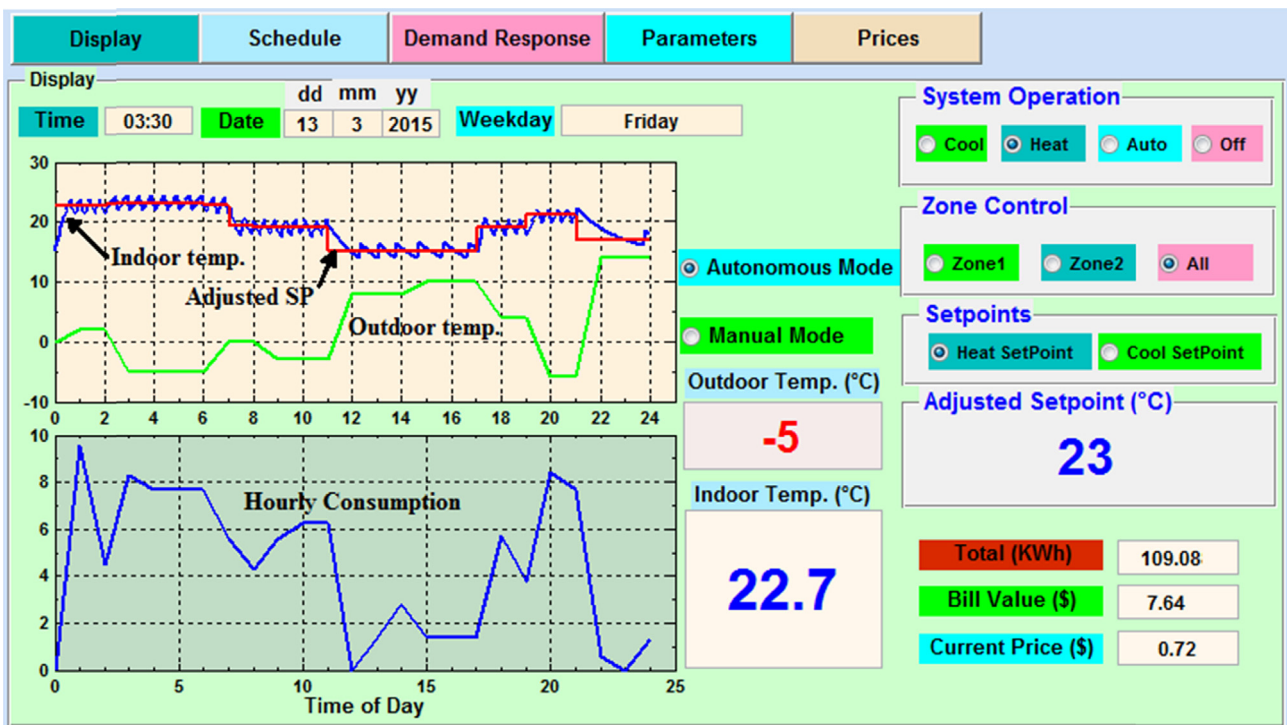 Display Schedule Demand Response Parameters Prices
Display
dd mm yy
Time 03:30 Date 13 3 2015 Weekday Friday
System Operation
Cool Heat Auto Off
Zone Control
Zone1 Zone2 All
Setpoints
Heat SetPoint Cool SetPoint
Adjusted Setpoint (°C)
23
Autonomous Mode
Manual Mode
Outdoor Temp. (°C)
-5
Indoor Temp. (°C)
22.7
Total (KWh) 109.08
Bill Value ($) 7.64
Current Price ($) 0.72
30
20
10
0
-10
Indoor temp.
Adjusted SP
Outdoor temp.
0 2 4 6 8 10 12 14 16 18 20 22 24
10
8
6
4
2
0
Hourly Consumption
0 5 10 15 20 25
Time of Day